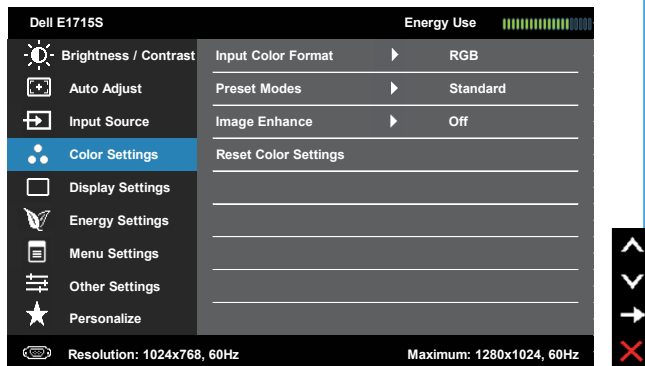 Dell E1715S Energy Use
Brightness / Contrast Input Color Format RGB
Auto Adjust Preset Modes Standard
Input Source Image Enhance Off
Color Settings Reset Color Settings
Display Settings
Energy Settings
Menu Settings
Other Settings
Personalize
Resolution: 1024x768, 60Hz Maximum: 1280x1024, 60Hz